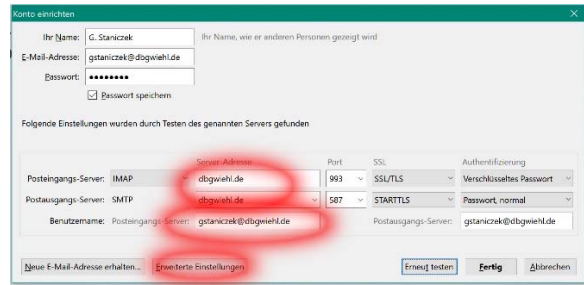 Konto einrichten
Ihr Name: G. Staniczek Ihr Name, wie er anderen Personen gezeigt wird
E-Mail-Adresse: gstaniczek@dbgwiehl.de
Passwort: ●●●●●●●●
Passwort speichern
Folgende Einstellungen wurden durch Testen des genannten Servers gefunden
Server-Adresse Port SSL Authentifizierung
Posteingangs-Server: IMAP dbgwiehl.de 993 SSL/TLS Verschlüsseltes Passwort
Postausgangs-Server: SMTP dbgwiehl.de 587 STARTTLS Passwort, normal
Benutzername: Posteingangs-Server: gstaniczek@dbgwiehl.de Postausgangs-Server: gstaniczek@dbgwiehl.de
Neue E-Mail-Adresse erhalten... Erweiterte Einstellungen Erneut testen Fertig Abbrechen